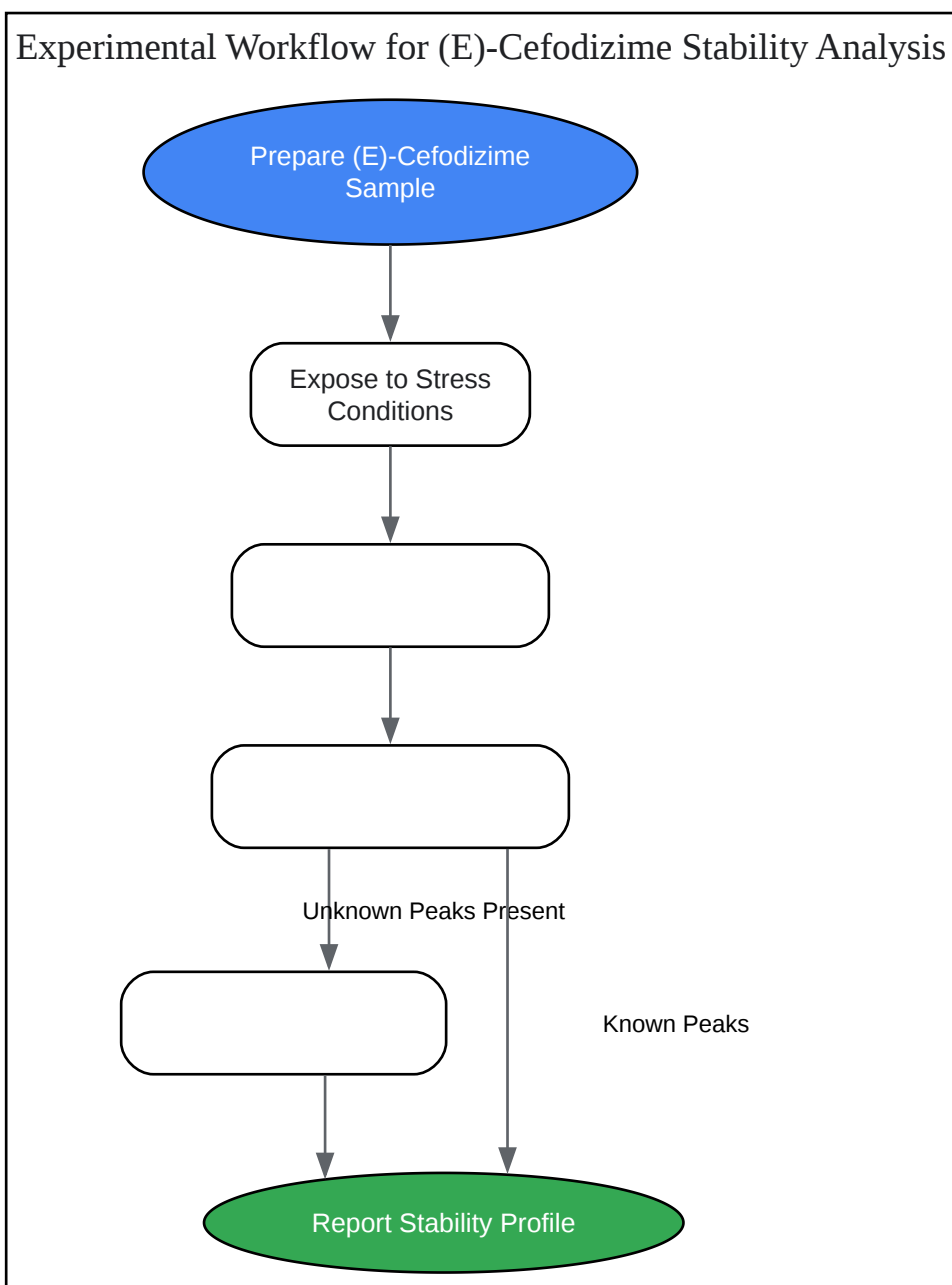 Experimental Workflow for (E)-Cefodizime Stability Analysis
Prepare (E)-Cefodizime
Sample
Expose to Stress
Conditions
Unknown Peaks Present
Known Peaks
Report Stability Profile